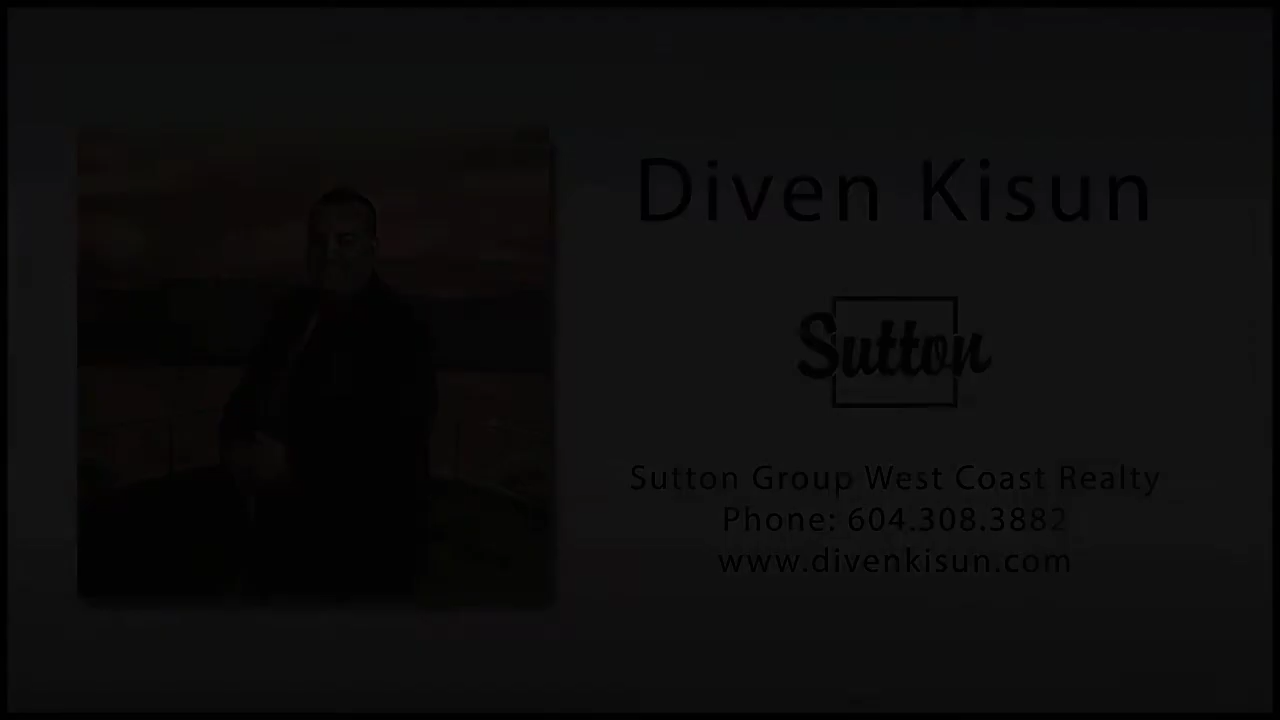 Diven Kisun
Sutton
Sutton Group West Coast Realty
Phone: 604.308.3882
www.divenkisun.com